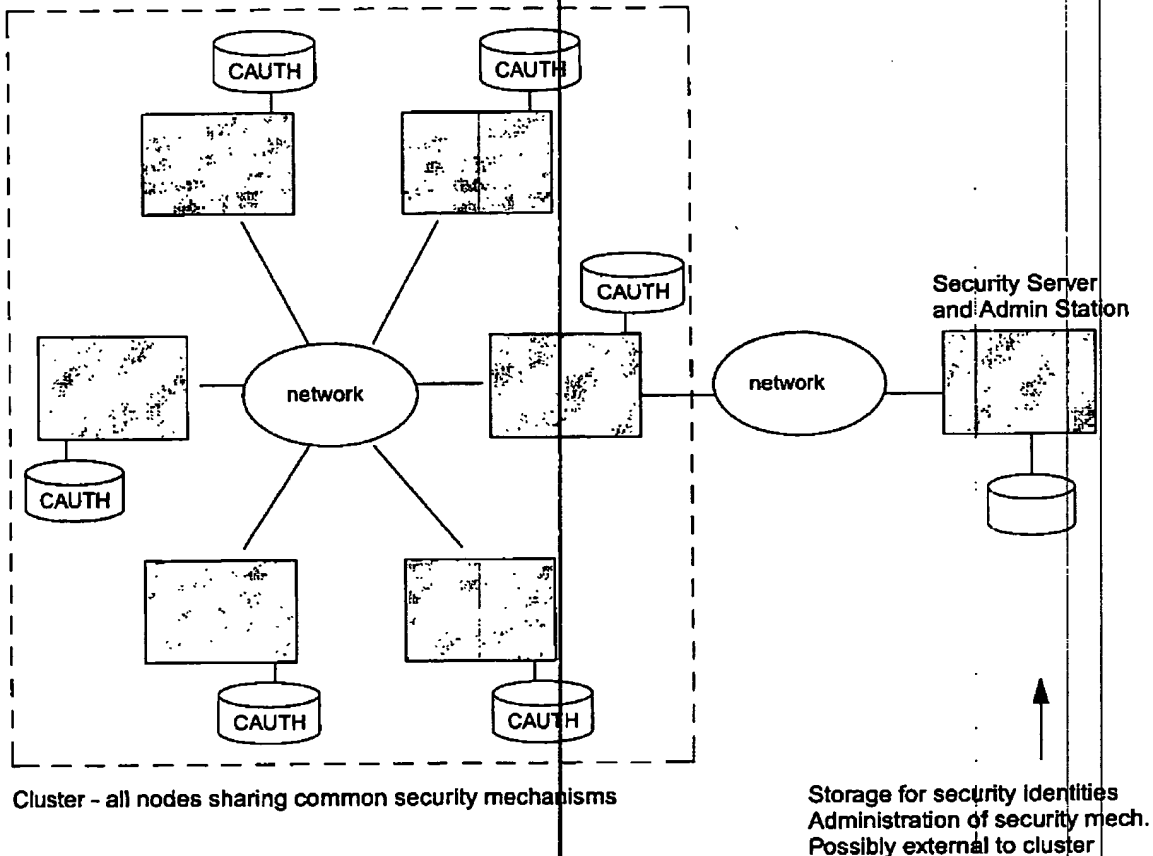 CAUTH
CAUTH
CAUTH
Security Server
and Admin Station
network
network
CAUTH
CAUTH
CAUTH
Cluster - all nodes sharing common security mechanisms
Storage for security identities
Administration of security mech.
Possibly external to cluster